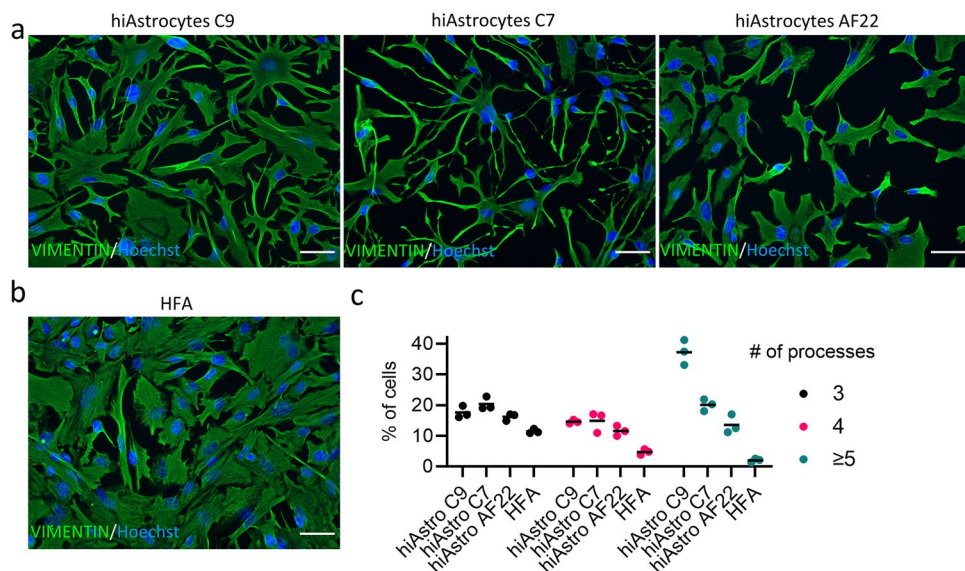 hiAstrocytes C9
hiAstrocytes C7
hiAstrocytes AF22
a
VIMENTIN/Hoechst
VIMENTIN/Hoechst
VIMENTIN/Hoechst
b
HFA
VIMENTIN/Hoechst
c
% of cells
40
30
20
10
0
hiAstro C9
hiAstro C7
hiAstro AF22
HFA
hiAstro C9
hiAstro C7
hiAstro AF22
HFA
hiAstro C9
hiAstro C7
hiAstro AF22
HFA
# of processes
3
4
≥5